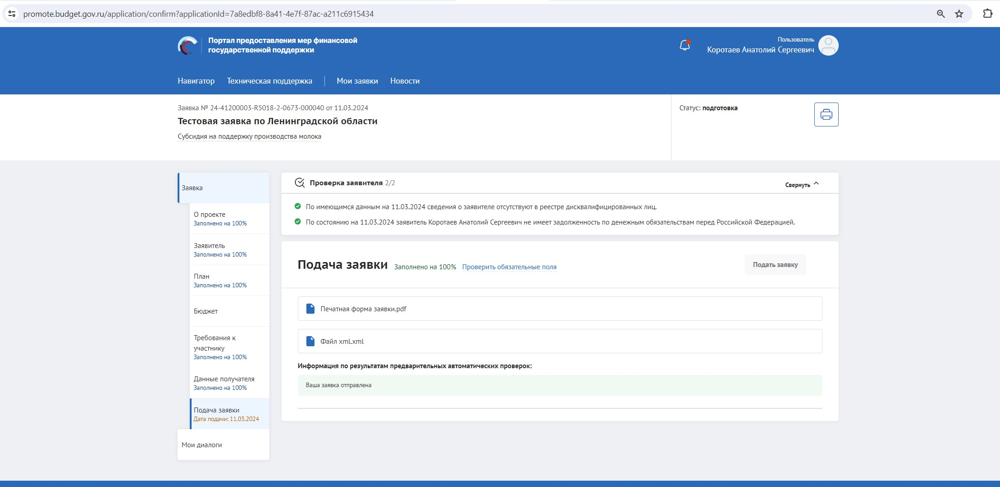 promote.budget.gov.ru/application/confirm?applicationId=7a8edbf8-8a41-4e7f-87ac-a211c6915434
Портал предоставления мер финансовой
государственной поддержки
Пользователь
Коротаев Анатолий Сергеевич
Навигатор
Техническая поддержка
Мои заявки
Новости
Заявка № 24-41200003-R5018-2-0673-000040 от 11.03.2024
Тестовая заявка по Ленинградской области
Субсидия на поддержку производства молока
Статус: подготовка
Заявка
О проекте
Заполнено на 100%
Заявитель
Заполнено на 100%
План
Заполнено на 100%
Бюджет
Требования к
участнику
Заполнено на 100%
Данные получателя
Заполнено на 100%
Подача заявки
Дата подачи: 11.03.2024
Мои диалоги
Проверка заявителя 2/2
Свернуть
По имеющимся данным на 11.03.2024 сведения о заявителе отсутствуют в реестре дисквалифицированных лиц.
По состоянию на 11.03.2024 заявитель Коротаев Анатолий Сергеевич не имеет задолженность по денежным обязательствам перед Российской Федерацией.
Подача заявки
Заполнено на 100%
Проверить обязательные поля
Подать заявку
Печатная форма заявки.pdf
Файл xml.xml
Информация по результатам предварительных автоматических проверок:
Ваша заявка отправлена